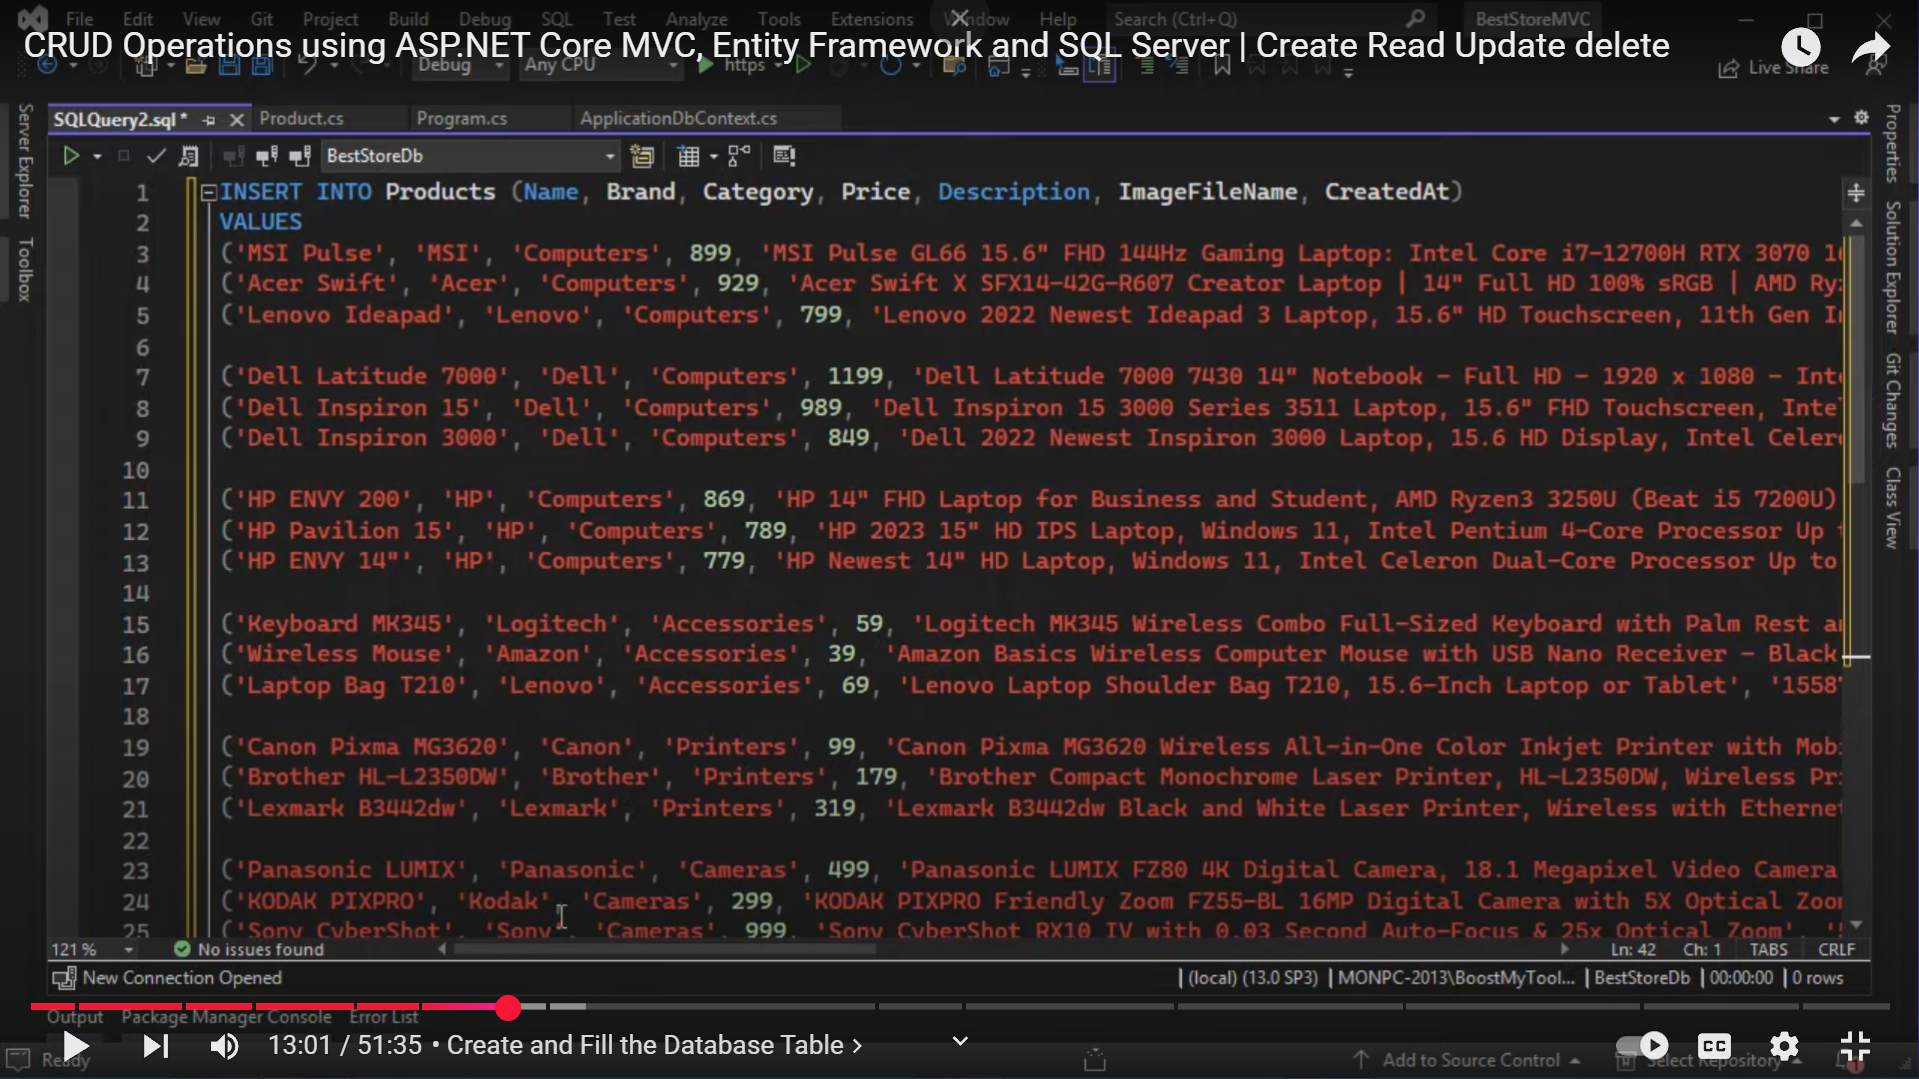 File Edit View Git Project Build Debug SQL Test Analyze Tools Extensions Window Help Search (Ctrl+Q) BestStoreMVC
CRUD Operations using ASP.NET Core MVC, Entity Framework and SQL Server | Create Read Update delete
Debug Any CPU https Live Share
SQLQuery2.sql * Product.cs Program.cs ApplicationDbContext.cs
Server Explorer
Toolbox
Properties
Solution Explorer
Git Changes
Class View
BestStoreDb
1 INSERT INTO Products (Name, Brand, Category, Price, Description, ImageFileName, CreatedAt)
2 VALUES
3 ('MSI Pulse', 'MSI', 'Computers', 899, 'MSI Pulse GL66 15.6" FHD 144Hz Gaming Laptop: Intel Core i7-12700H RTX 3070
4 ('Acer Swift', 'Acer', 'Computers', 929, 'Acer Swift X SFX14-42G-R607 Creator Laptop | 14" Full HD 100% sRGB | AMD
5 ('Lenovo Ideapad', 'Lenovo', 'Computers', 799, 'Lenovo 2022 Newest Ideapad 3 Laptop, 15.6" HD Touchscreen, 11th Gen
6
7 ('Dell Latitude 7000', 'Dell', 'Computers', 1199, 'Dell Latitude 7000 7430 14" Notebook - Full HD - 1920 x 1080 -
8 ('Dell Inspiron 15', 'Dell', 'Computers', 989, 'Dell Inspiron 15 3000 Series 3511 Laptop, 15.6" FHD Touchscreen, Inte
9 ('Dell Inspiron 3000', 'Dell', 'Computers', 849, 'Dell 2022 Newest Inspiron 3000 Laptop, 15.6 HD Display, Intel Celer
10
11 ('HP ENVY 200', 'HP', 'Computers', 869, 'HP 14" FHD Laptop for Business and Student, AMD Ryzen3 3250U (Beat i5 7200U)
12 ('HP Pavilion 15', 'HP', 'Computers', 789, 'HP 2023 15" HD IPS Laptop, Windows 11, Intel Pentium 4-Core Processor Up
13 ('HP ENVY 14"', 'HP', 'Computers', 779, 'HP Newest 14" HD Laptop, Windows 11, Intel Celeron Dual-Core Processor Up to
14
15 ('Keyboard MK345', 'Logitech', 'Accessories', 59, 'Logitech MK345 Wireless Combo Full-Sized Keyboard with Palm Rest
16 ('Wireless Mouse', 'Amazon', 'Accessories', 39, 'Amazon Basics Wireless Computer Mouse with USB Nano Receiver - Black
17 ('Laptop Bag T210', 'Lenovo', 'Accessories', 69, 'Lenovo Laptop Shoulder Bag T210, 15.6-Inch Laptop or Tablet', '1558
18
19 ('Canon Pixma MG3620', 'Canon', 'Printers', 99, 'Canon Pixma MG3620 Wireless All-in-One Color Inkjet Printer with Mob
20 ('Brother HL-L2350DW', 'Brother', 'Printers', 179, 'Brother Compact Monochrome Laser Printer, HL-L2350DW, Wireless Pr
21 ('Lexmark B3442dw', 'Lexmark', 'Printers', 319, 'Lexmark B3442dw Black and White Laser Printer, Wireless with Etherne
22
23 ('Panasonic LUMIX', 'Panasonic', 'Cameras', 499, 'Panasonic LUMIX FZ80 4K Digital Camera, 18.1 Megapixel Video Camera
24 ('KODAK PIXPRO', 'Kodak', 'Cameras', 299, 'KODAK PIXPRO Friendly Zoom FZ55-BL 16MP Digital Camera with 5X Optical Zoo
25 ('Sony CyberShot', 'Sony', 'Cameras', 999, 'Sony CyberShot RX10 IV with 0.03 Second Auto-Focus & 25x Optical Zoom',
121 % No issues found Ln: 42 Ch: 1 TABS CRLF
New Connection Opened (local) (13.0 SP3) MONPC-2013\BoostMyTool... BestStoreDb 00:00:00 0 rows
Output Package Manager Console Error List
13:01 / 51:35 • Create and Fill the Database Table CC
Ready Add to Source Control Select Repository 1